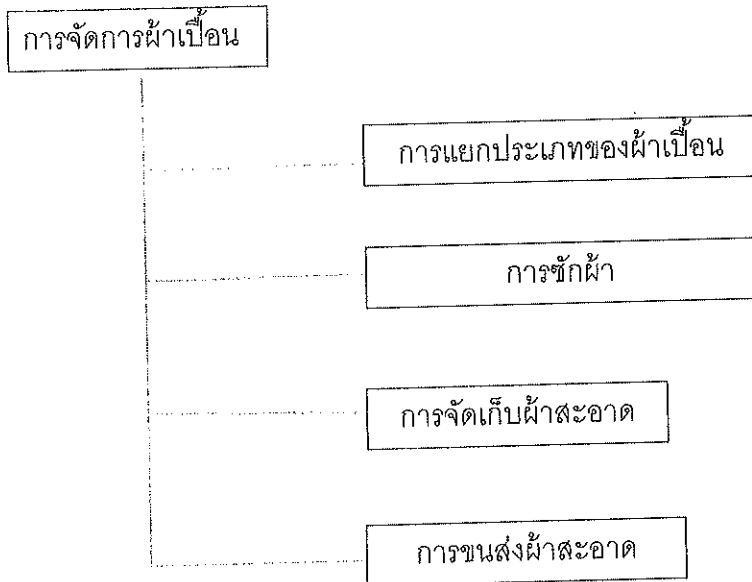 การจัดการผ้าเปื้อน
การแยกประเภทของผ้าเปื้อน
การซักผ้า
การจัดเก็บผ้าสะอาด
การขนส่งผ้าสะอาด